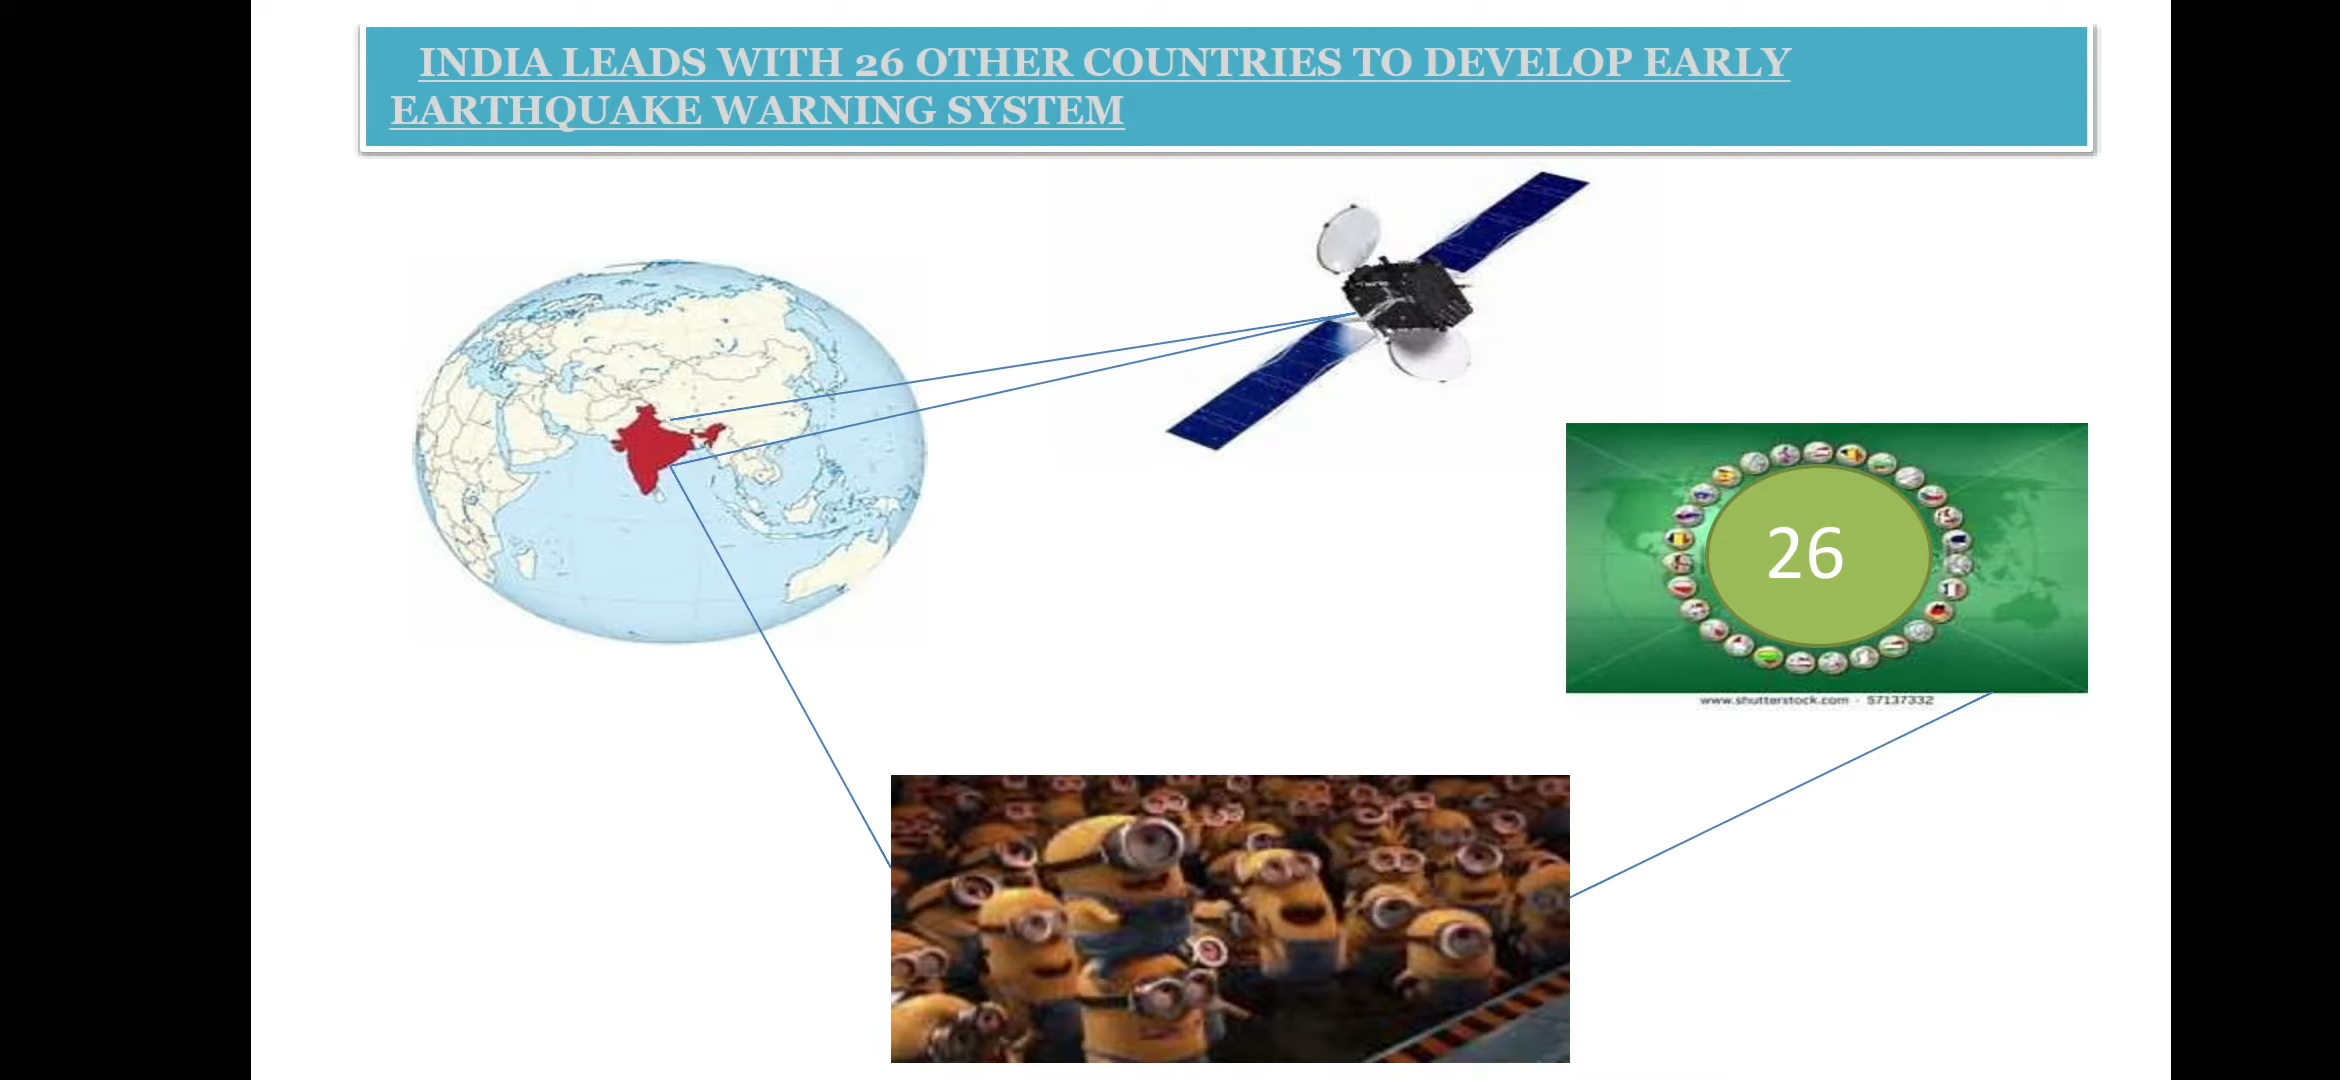 INDIA LEADS WITH 26 OTHER COUNTRIES TO DEVELOP EARLY
EARTHQUAKE WARNING SYSTEM
26
www.shutterstock.com · 57137332